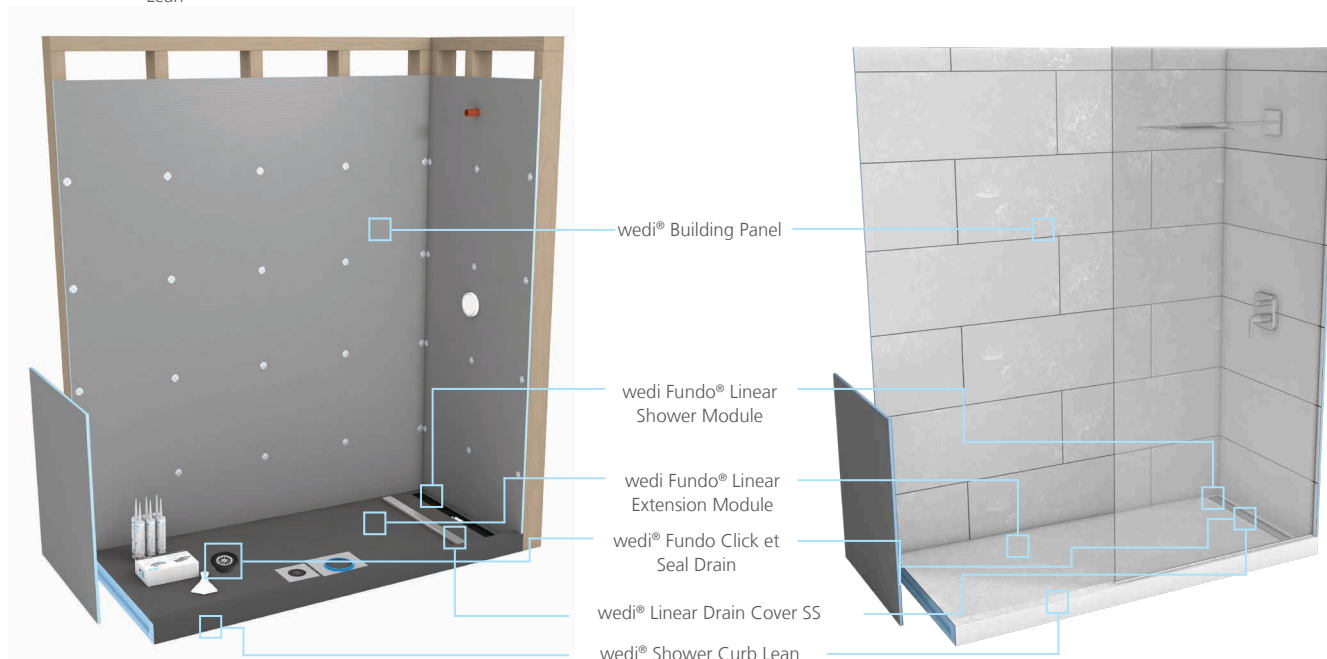 Lean
wedi® Building Panel
wedi Fundo® Linear
Shower Module
wedi Fundo® Linear
Extension Module
wedi® Fundo Click et
Seal Drain
wedi® Linear Drain Cover SS
wedi® Shower Curb Lean